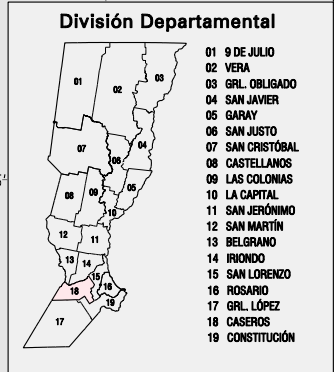 División Departamental
01 9 DE JULIO
02 VERA
03 GRL. OBLIGADO
04 SAN JAVIER
05 GARAY
06 SAN JUSTO
07 SAN CRISTÓBAL
08 CASTELLANOS
09 LAS COLONIAS
10 LA CAPITAL
11 SAN JERÓNIMO
12 SAN MARTÍN
13 BELGRANO
14 IRIONDO
15 SAN LORENZO
16 ROSARIO
17 GRL. LÓPEZ
18 CASEROS
19 CONSTITUCIÓN
01
02
03
04
07
06
05
08
09
10
12
11
13
14
15
16
18
19
17